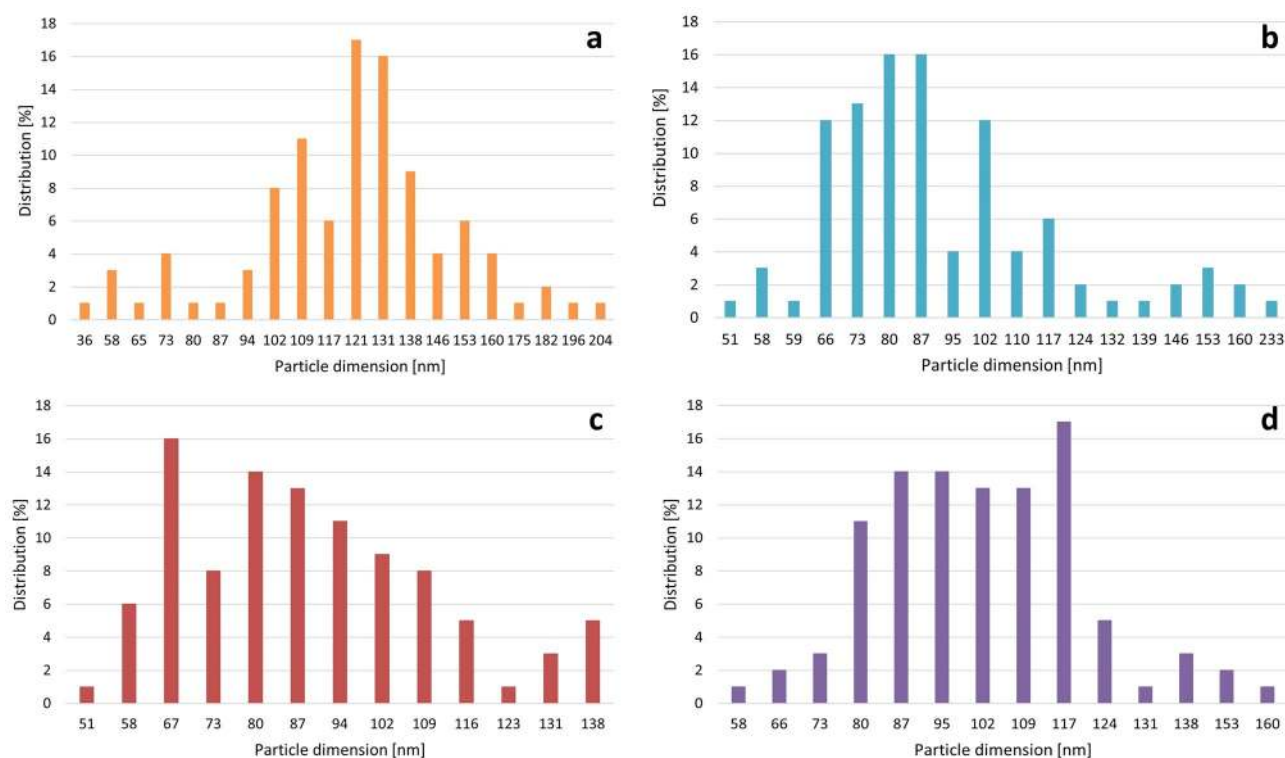 a
Distribution [%]
18
16
14
12
10
8
6
4
2
0
36 58 65 73 80 87 94 102 109 117 121 131 138 146 153 160 175 182 196 204
Particle dimension [nm]
b
Distribution [%]
18
16
14
12
10
8
6
4
2
0
51 58 59 66 73 80 87 95 102 110 117 124 132 139 146 153 160 233
Particle dimension [nm]
c
Distribution [%]
18
16
14
12
10
8
6
4
2
0
51 58 67 73 80 87 94 102 109 116 123 131 138
Particle dimension [nm]
d
Distribution [%]
18
16
14
12
10
8
6
4
2
0
58 66 73 80 87 95 102 109 117 124 131 138 153 160
Particle dimension [nm]